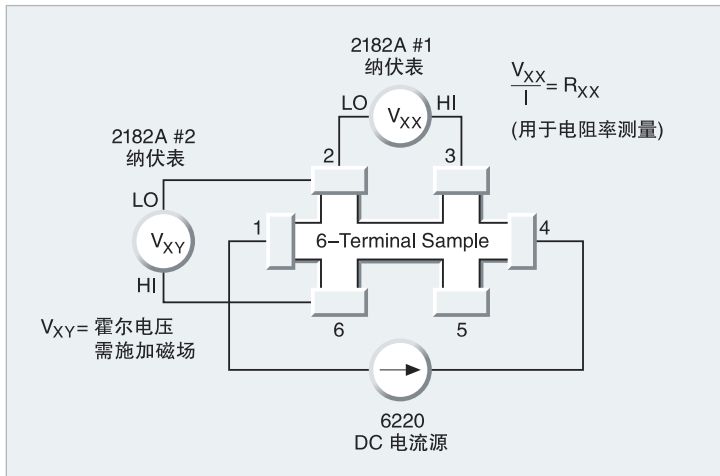 2182A #1
纳伏表
LO
V_XX
HI
V_XX / I = R_XX
(用于电阻率测量)
2182A #2
纳伏表
LO
V_XY
HI
2
3
1
6–Terminal Sample
4
6
5
V_XY = 霍尔电压
需施加磁场
6220
DC 电流源